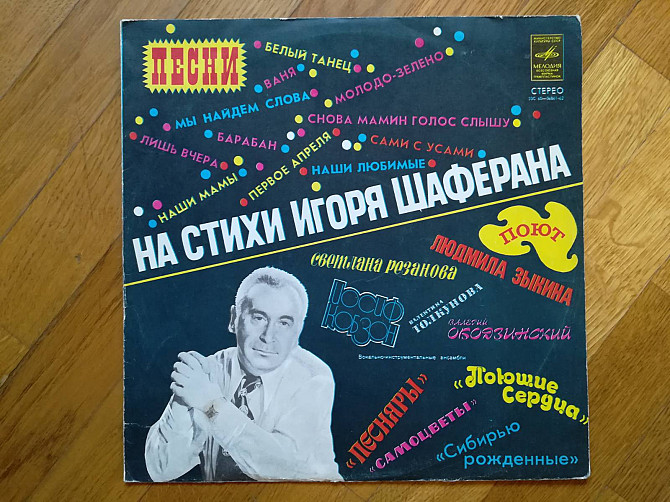 ПЕСНИ
БЕЛЫЙ ТАНЕЦ
ВАНЯ
МОЛОДО-ЗЕЛЕНО
МЫ НАЙДЕМ СЛОВА
СНОВА МАМИН ГОЛОС СЛЫШУ
БАРАБАН
ЛИШЬ ВЧЕРА
ПЕРВОЕ АПРЕЛЯ
САМИ С УСАМИ
НАШИ ЛЮБИМЫЕ
НАШИ МАМЫ
МЕЛОДИЯ
СТЕРЕО
НА СТИХИ ИГОРЯ ШАФЕРАНА
ПОЮТ
СВЕТЛАНА РЕЗАНОВА
ЛЮДМИЛА ЗЫКИНА
ИОСИФ
КОБЗОН
ВАЛЕНТИНА
ТОЛКУНОВА
ВАЛЕРИЙ
ОБОДЗИНСКИЙ
Вокально-инструментальные ансамбли
«ПЕСНЯРЫ»
«Поющие
Сердца»
«САМОЦВЕТЫ»
«Сибирью
рожденные»